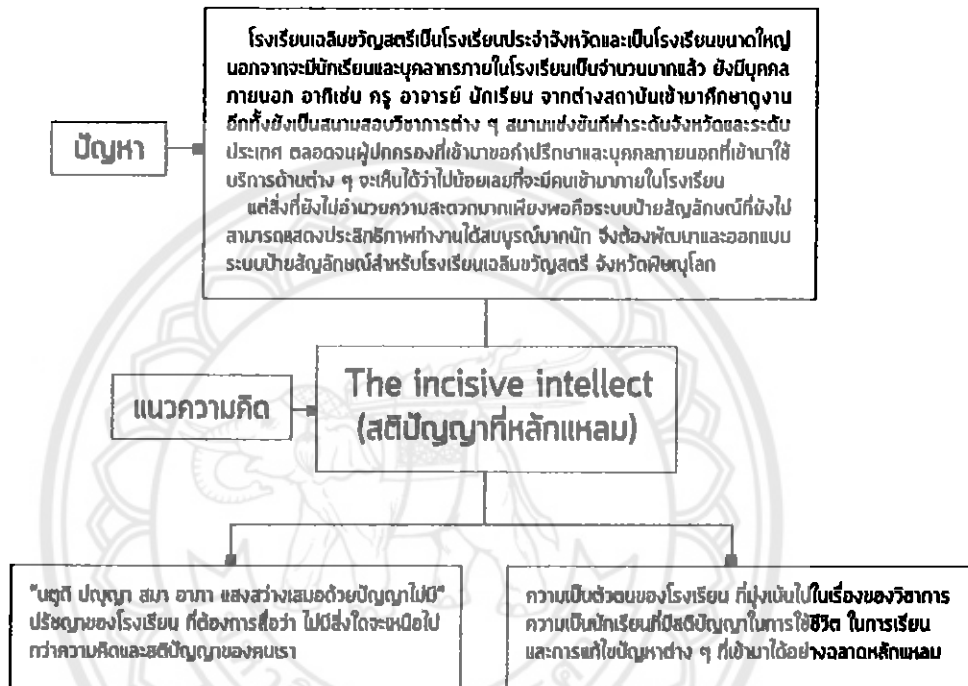 โรงเรียนเฉลิมขวัญสตรีเป็นโรงเรียนประจำจังหวัดและเป็นโรงเรียนขนาดใหญ่
นอกจากจะมีนักเรียนและบุคลากรภายในโรงเรียนเป็นจำนวนมากแล้ว ยังมีบุคคล
ภายนอก อาทิเช่น ครู อาจารย์ นักเรียน จากต่างสถาบันเข้ามาศึกษาดูงาน
อีกทั้งยังเป็นสนามสอบวิชาการต่าง ๆ สนามแข่งขันกีฬาระดับจังหวัดและระดับ
ประเทศ ตลอดจนผู้ปกครองที่เข้ามาขอคำปรึกษาและบุคคลภายนอกที่เข้ามาใช้
บริการด้านต่าง ๆ จะเห็นได้ว่าไม่น้อยเลยที่จะมีคนเข้ามาภายในโรงเรียน
แต่สิ่งที่ยังไม่อำนวยความสะดวกมากเพียงพอคือระบบป้ายสัญลักษณ์ที่ยังไม่
สามารถแสดงประสิทธิภาพทำงานได้สมบูรณ์มากนัก จึงต้องพัฒนาและออกแบบ
ระบบป้ายสัญลักษณ์สำหรับโรงเรียนเฉลิมขวัญสตรี จังหวัดพิษณุโลก
ปัญหา
The incisive intellect
(สติปัญญาที่หลักแหลม)
แนวความคิด
"นตฺถิ ปญฺญา สมา อาภา แสงสว่างเสมอด้วยปัญญาไม่มี"
ปรัชญาของโรงเรียน ที่ต้องการสื่อว่า ไม่มีสิ่งใดจะเหนือไป
กว่าความคิดและสติปัญญาของคนเรา
ความเป็นตัวตนของโรงเรียน ที่มุ่งเน้นไปในเรื่องของวิชาการ
ความเป็นนักเรียนที่มีสติปัญญาในการใช้ชีวิต ในการเรียน
และการแก้ไขปัญหาต่าง ๆ ที่เข้ามาได้อย่างฉลาดหลักแหลม